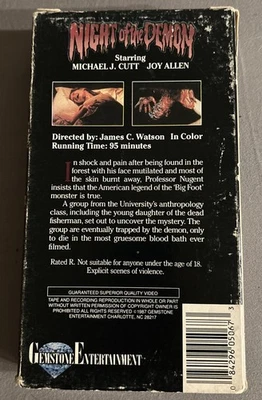 NIGHT of the DEMON
Starring
MICHAEL J. CUTT JOY ALLEN
Directed by: James C. Watson In Color
Running Time: 95 minutes
In shock and pain after being found in the
forest with his face mutilated and most of
the skin burnt away, Professor Nugent
insists that the American legend of the 'Big Foot'
monster is true.
A group from the University's anthropology
class, including the young daughter of the dead
fisherman, set out to uncover the mystery. The
group are eventually trapped by the demon, only
to die in the most gruesome blood bath ever
filmed.
Rated R. Not suitable for anyone under the age of 18.
Explicit scenes of violence.
GUARANTEED SUPERIOR QUALITY VIDEO
TAPE AND RECORDING REPRODUCTION IN WHOLE OR PART
WITHOUT WRITTEN PERMISSION OF COPYRIGHT OWNER IS
PROHIBITED ALL RIGHTS RESERVED ©1987 GEMSTONE
ENTERTAINMENT CHARLOTTE, NC 28217
GEMSTONE ENTERTAINMENT
0 84296 05067 3